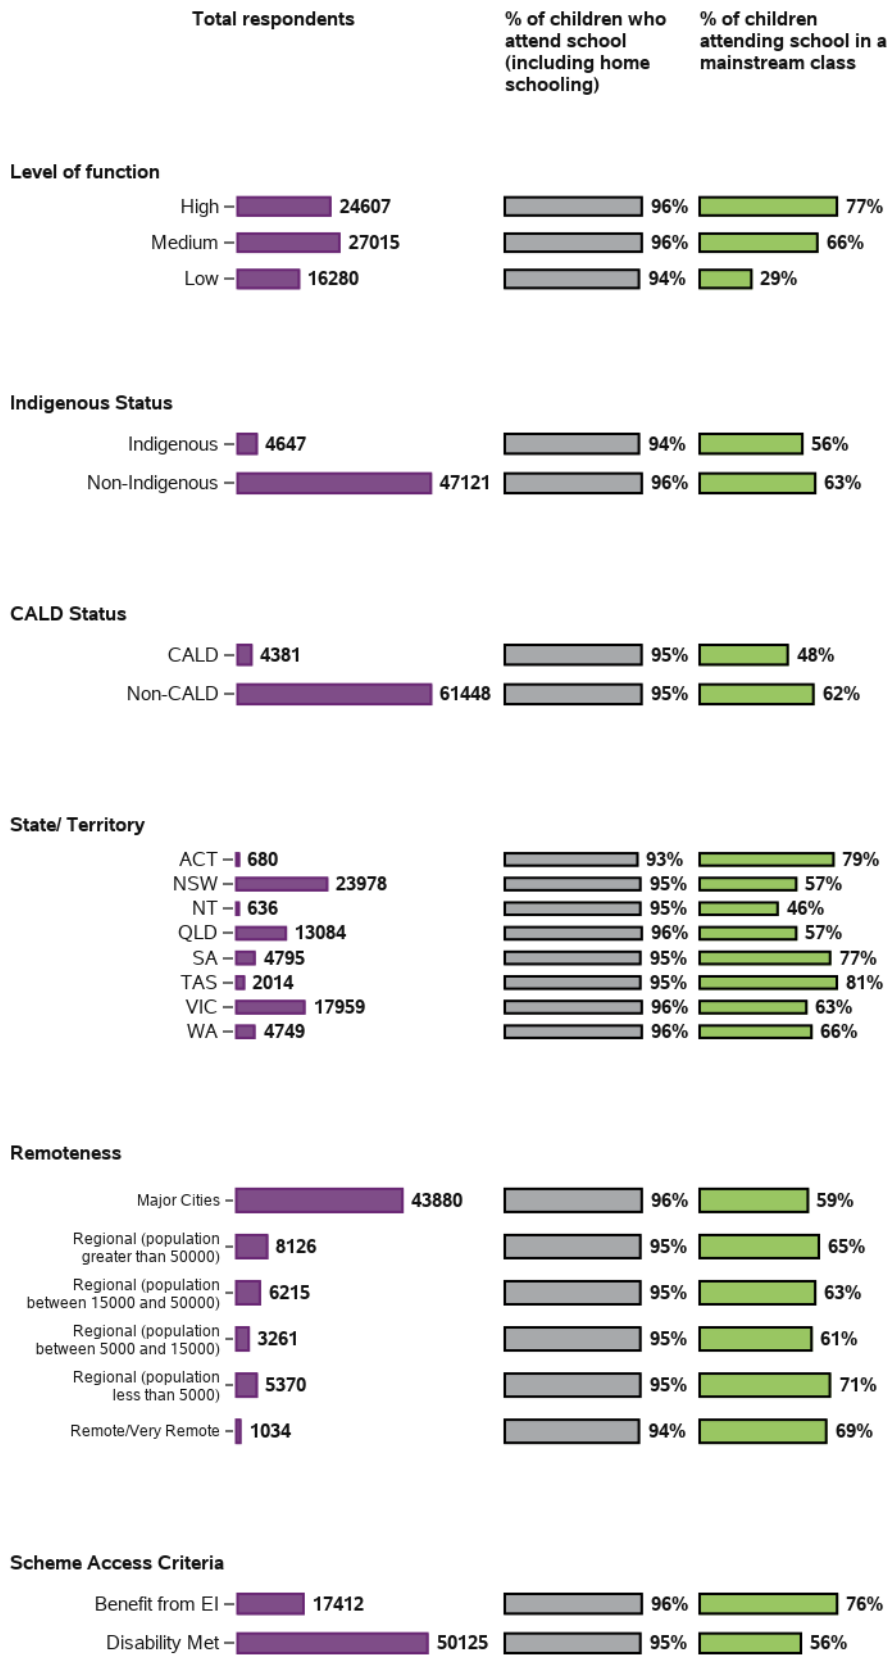 Total respondents
% of children who
attend school
(including home
schooling)
% of children
attending school in a
mainstream class
Level of function
High 24607 96% 77%
Medium 27015 96% 66%
Low 16280 94% 29%
Indigenous Status
Indigenous 4647 94% 56%
Non-Indigenous 47121 96% 63%
CALD Status
CALD 4381 95% 48%
Non-CALD 61448 95% 62%
State/ Territory
ACT 680 93% 79%
NSW 23978 95% 57%
NT 636 95% 46%
QLD 13084 96% 57%
SA 4795 95% 77%
TAS 2014 95% 81%
VIC 17959 96% 63%
WA 4749 96% 66%
Remoteness
Major Cities 43880 96% 59%
Regional (population
greater than 50000) 8126 95% 65%
Regional (population
between 15000 and 50000) 6215 95% 63%
Regional (population
between 5000 and 15000) 3261 95% 61%
Regional (population
less than 5000) 5370 95% 71%
Remote/Very Remote 1034 94% 69%
Scheme Access Criteria
Benefit from EI 17412 96% 76%
Disability Met 50125 95% 56%